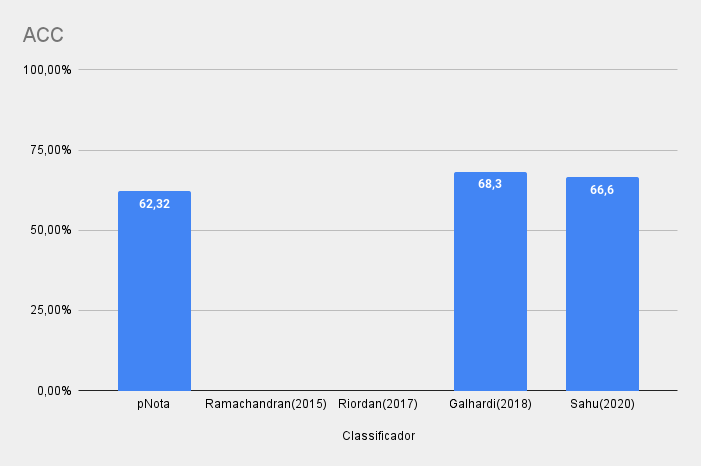 ACC
100,00%
75,00%
50,00%
25,00%
0,00%
62,32
68,3
66,6
pNota Ramachandran(2015) Riordan(2017) Galhardi(2018) Sahu(2020)
Classificador